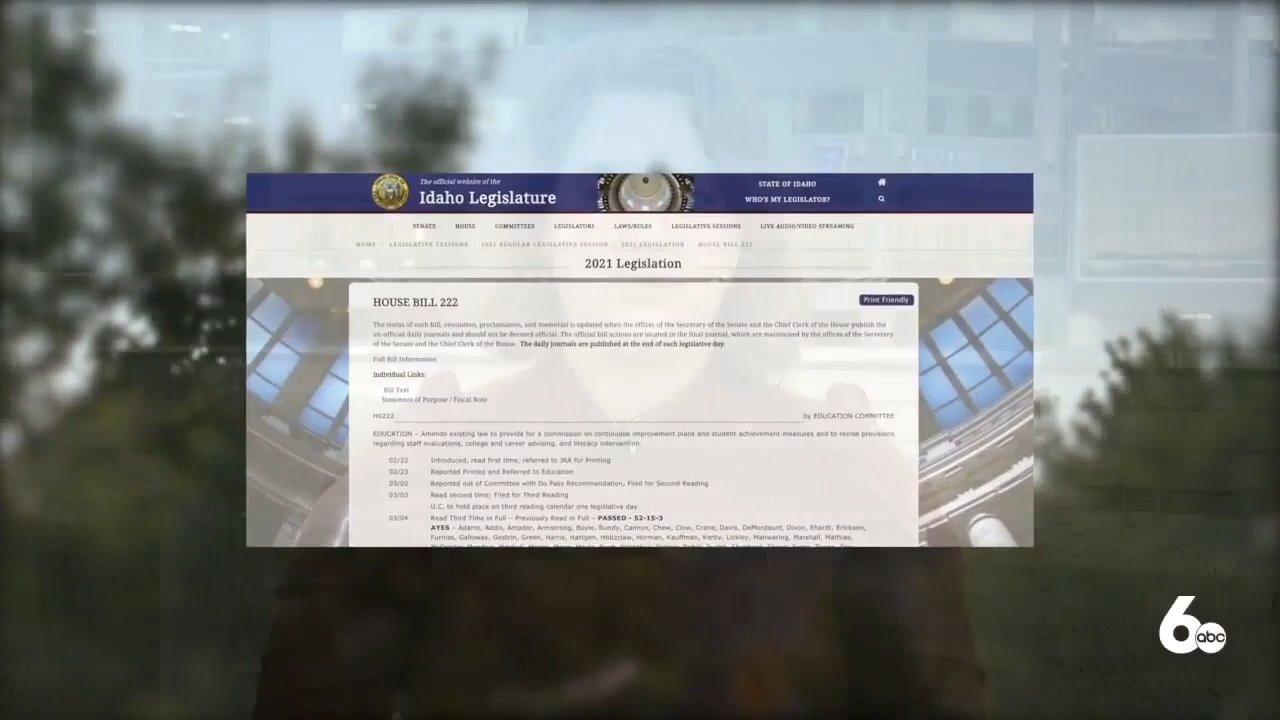 The official website of the
Idaho Legislature
STATE OF IDAHO
WHO'S MY LEGISLATOR?
SENATE HOUSE COMMITTEES LEGISLATORS LAWS/RULES LEGISLATIVE SESSIONS LIVE AUDIO/VIDEO STREAMING
HOME LEGISLATIVE SESSIONS 2021 REGULAR LEGISLATIVE SESSION 2021 LEGISLATION HOUSE BILL 222
2021 Legislation
HOUSE BILL 222
Print Friendly
The status of each bill, resolution, proclamation, and memorial is updated when the offices of the Secretary of the Senate and the Chief Clerk of the House publish the
un-official daily journals and should not be deemed official. The official bill actions are located in the final journal, which are maintained by the offices of the Secretary
of the Senate and the Chief Clerk of the House. The daily journals are published at the end of each legislative day.
Full Bill Information
Individual Links:
Bill Text
Statement of Purpose / Fiscal Note
H0222 by EDUCATION COMMITTEE
EDUCATION – Amends existing law to provide for a commission on continuous improvement plans and student achievement measures and to revise provisions
regarding staff evaluations, college and career advising, and literacy intervention.
02/22 Introduced, read first time, referred to JRA for Printing
02/23 Reported Printed and Referred to Education
03/02 Reported out of Committee with Do Pass Recommendation, Filed for Second Reading
03/03 Read second time; Filed for Third Reading
U.C. to hold place on third reading calendar one legislative day
03/04 Read Third Time in Full – Previously Read in Full – PASSED - 52-15-3
AYES – Adams, Addis, Amador, Armstrong, Boyle, Bundy, Cannon, Chew, Clow, Crane, Davis, DeMordaunt, Dixon, Ehardt, Erickson,
Furniss, Galloway, Gestrin, Green, Harris, Hartgen, Holtzclaw, Horman, Kauffman, Kerby, Lickley, Manwaring, Marshall, Mathias,
6abc